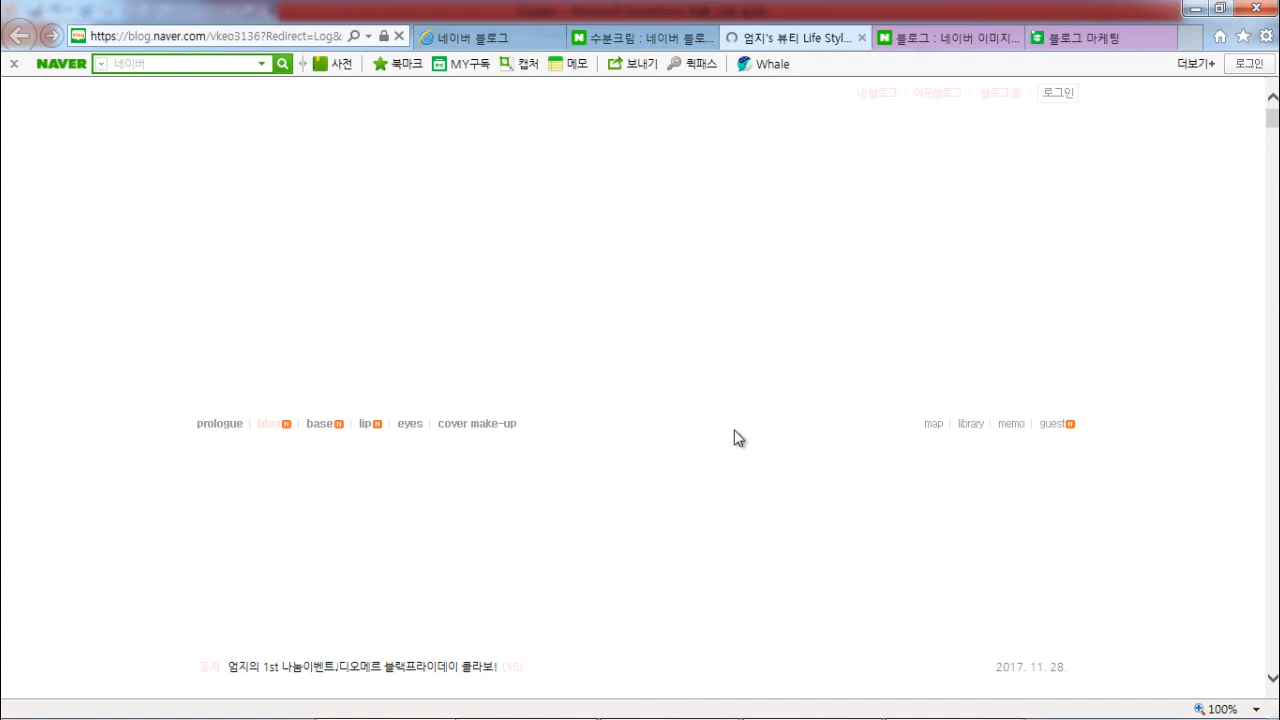 https://blog.naver.com/vkeo3136?Redirect=Log&
네이버 블로그
수분크림 : 네이버 블로...
엄지's 뷰티 Life Styl...
블로그 : 네이버 이미지...
블로그 마케팅
NAVER 네이버 사전 북마크 MY구독 캡처 메모 보내기 퀵패스 Whale 더보기+ 로그인
내 블로그 이웃블로그 블로그 홈 로그인
prologue blog base lip eyes cover make-up map library memo guest
공지 엄지의 1st 나눔이벤트♩디오메르 블랙프라이데이 콜라보! (16) 2017. 11. 28.
100%